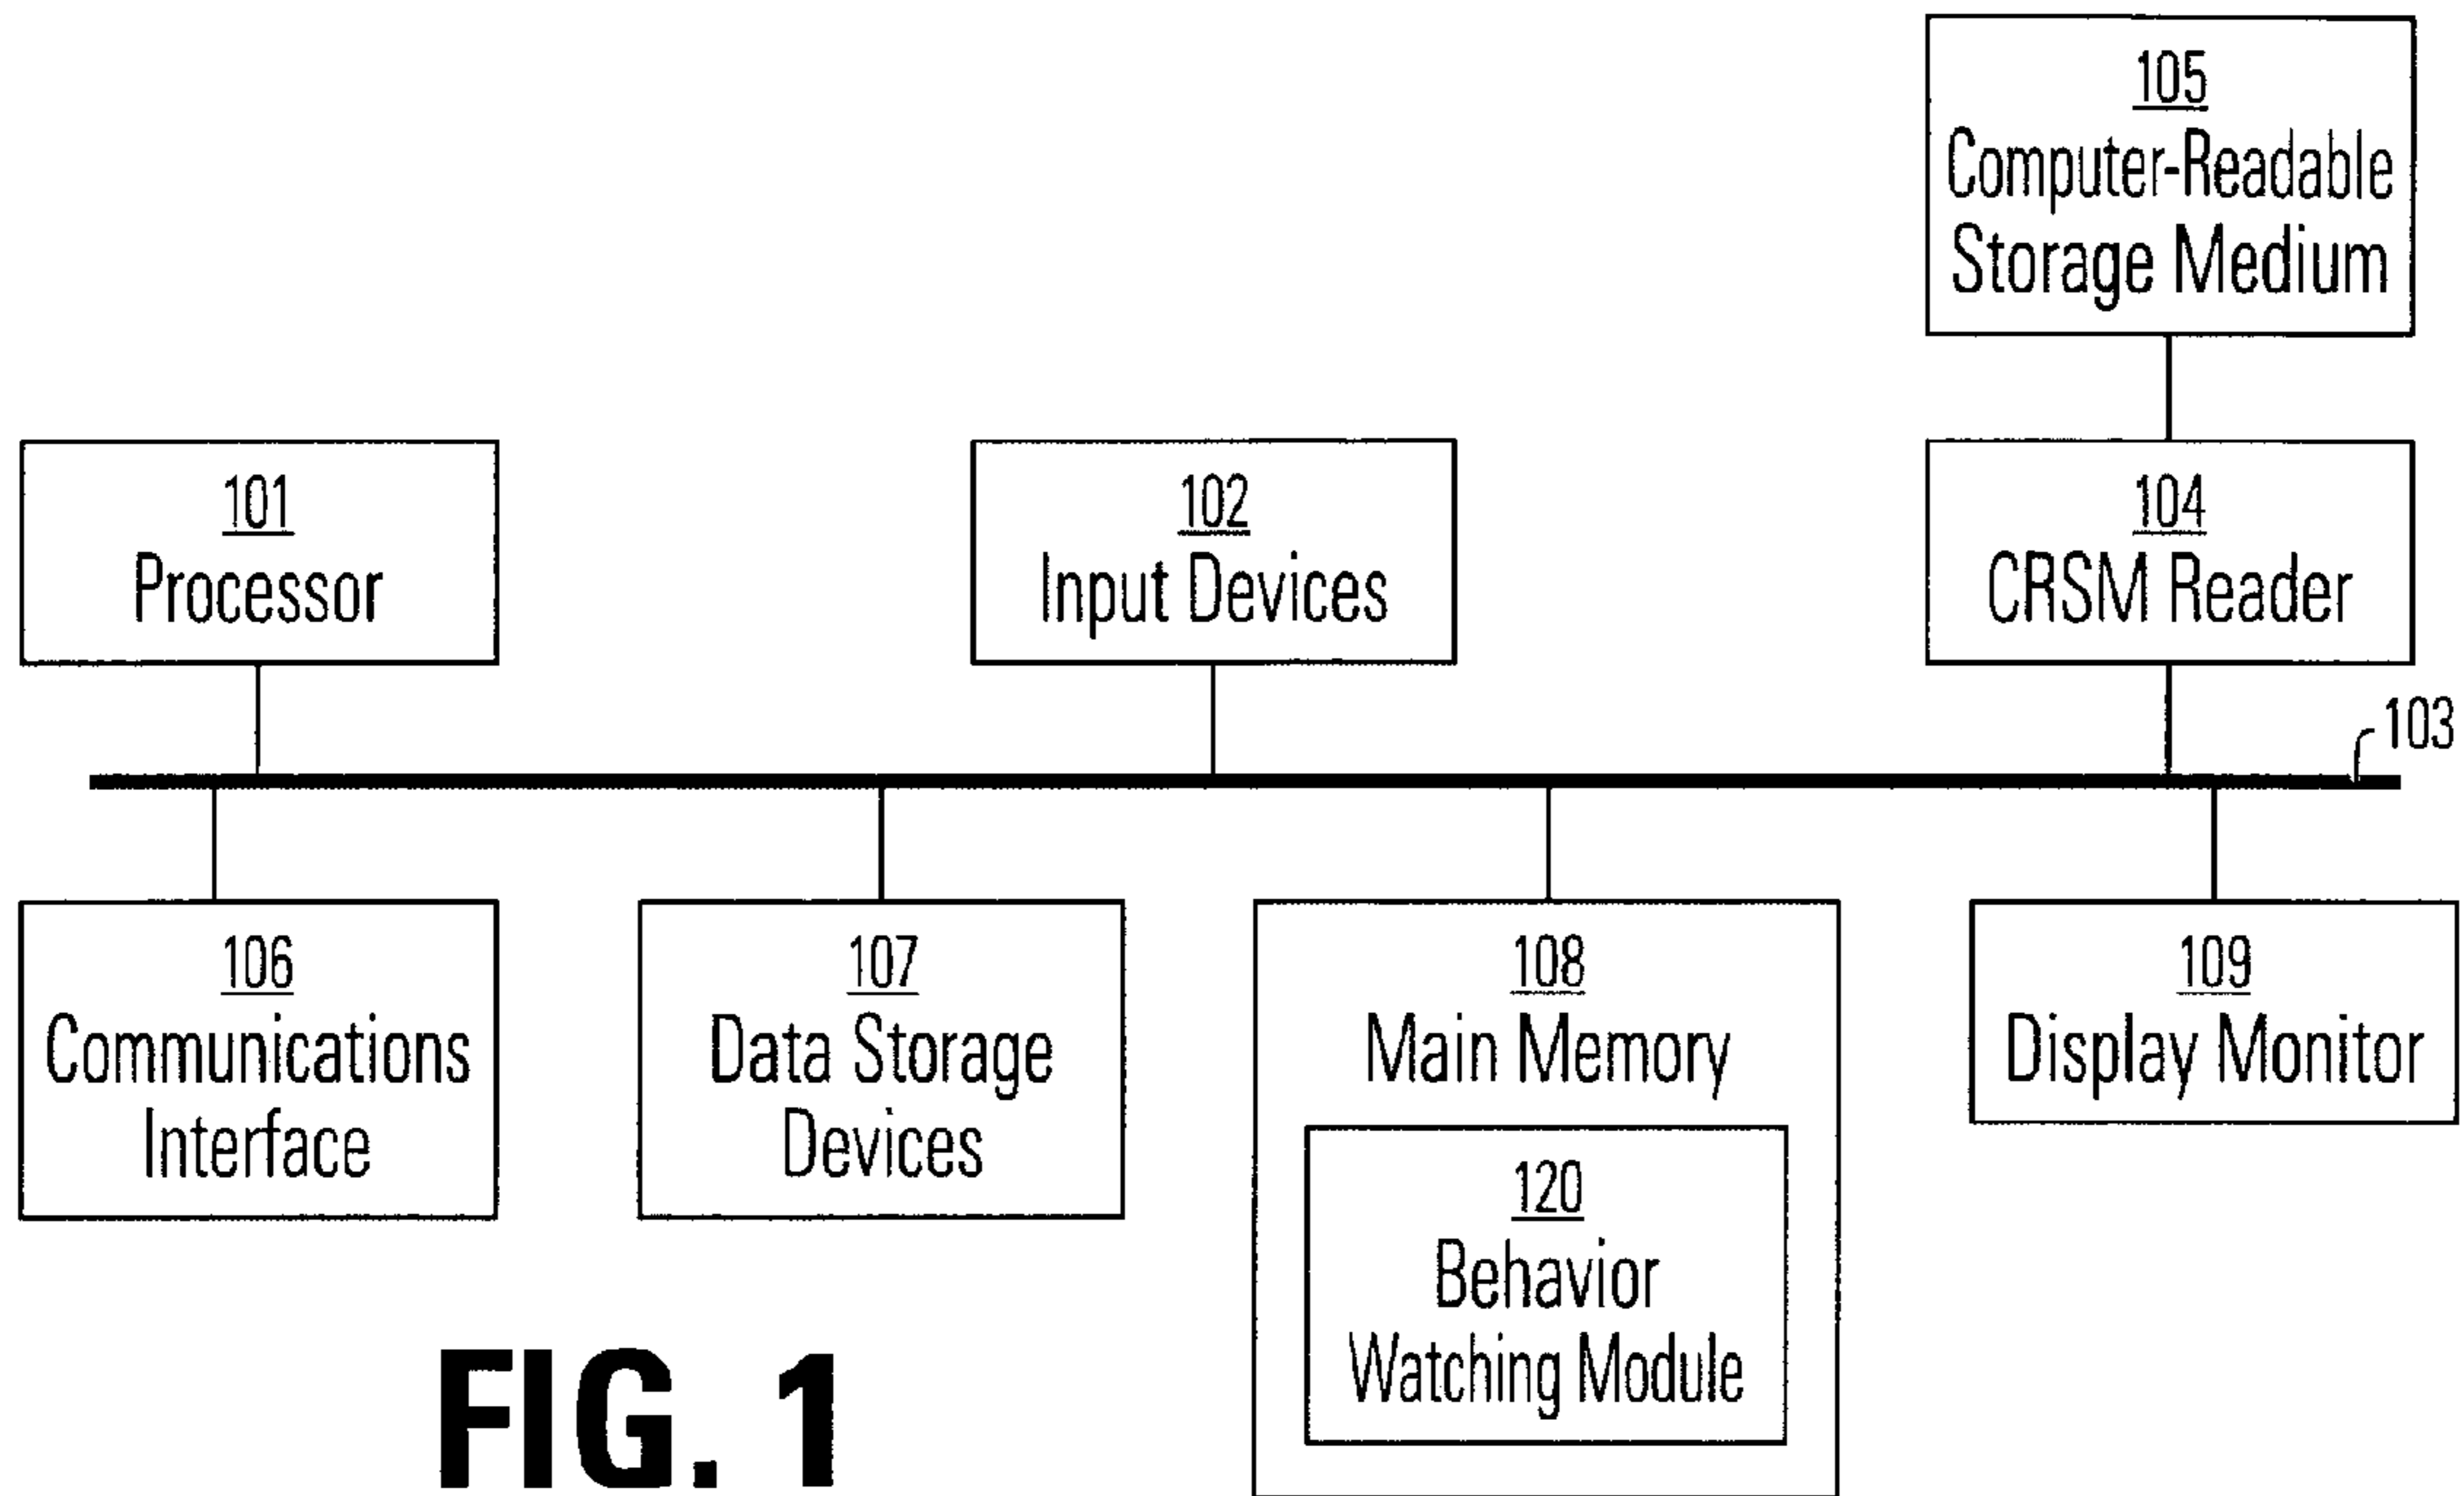 105
Computer-Readable
Storage Medium
101
Processor
102
Input Devices
104
CRSM Reader
103
106
Communications
Interface
107
Data Storage
Devices
108
Main Memory
120
Behavior
Watching Module
109
Display Monitor
FIG. 1